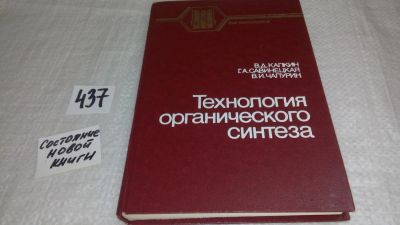 В.Д.КАПКИН
Г.А.САВИНЕЦКАЯ
В.И.ЧАПУРИН
Технология
органического
синтеза
437
Состояние
новой
книги